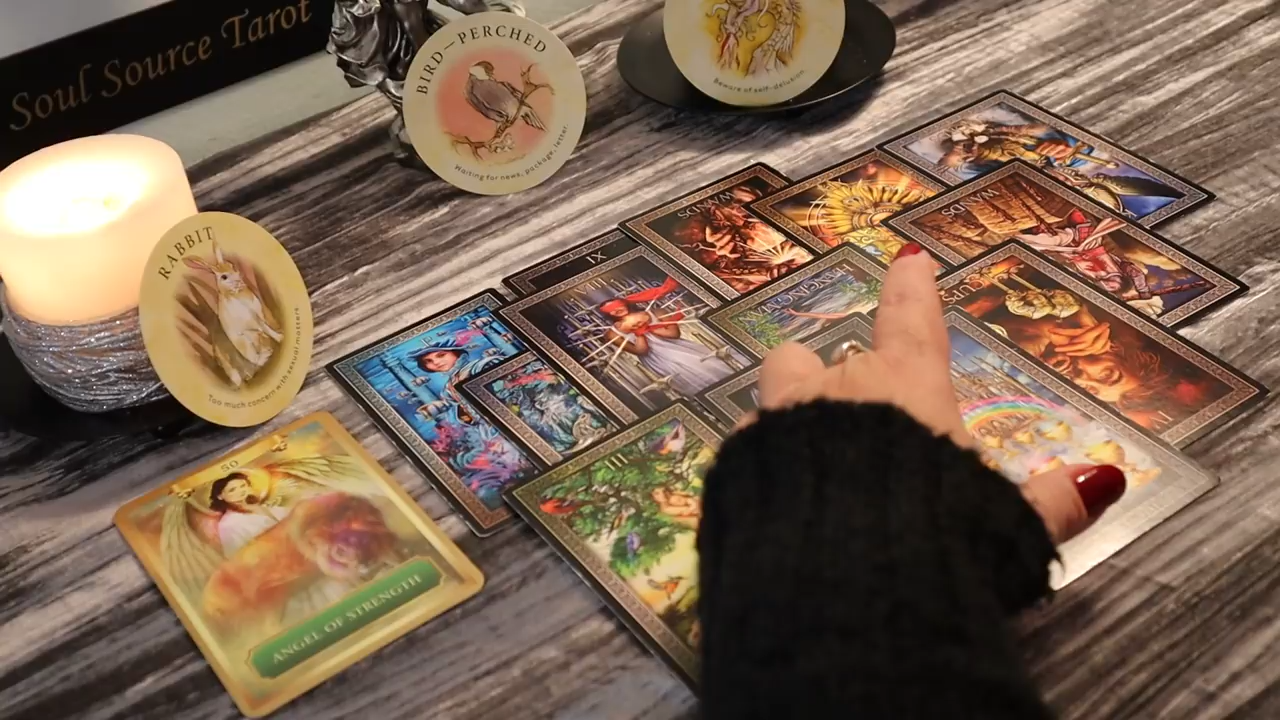 Soul Source Tarot
BIRD—PERCHED
Waiting for news, package, letter.
Beware of self-delusion
RABBIT
Too much concern with sexual matters
50
ANGEL OF STRENGTH
XI
WANDS
WANDS
CUPS
III